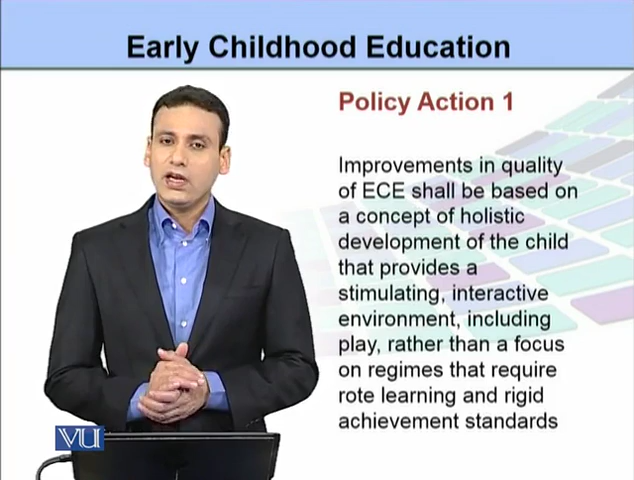 Early Childhood Education
Policy Action 1
Improvements in quality
of ECE shall be based on
a concept of holistic
development of the child
that provides a
stimulating, interactive
environment, including
play, rather than a focus
on regimes that require
rote learning and rigid
achievement standards
VU